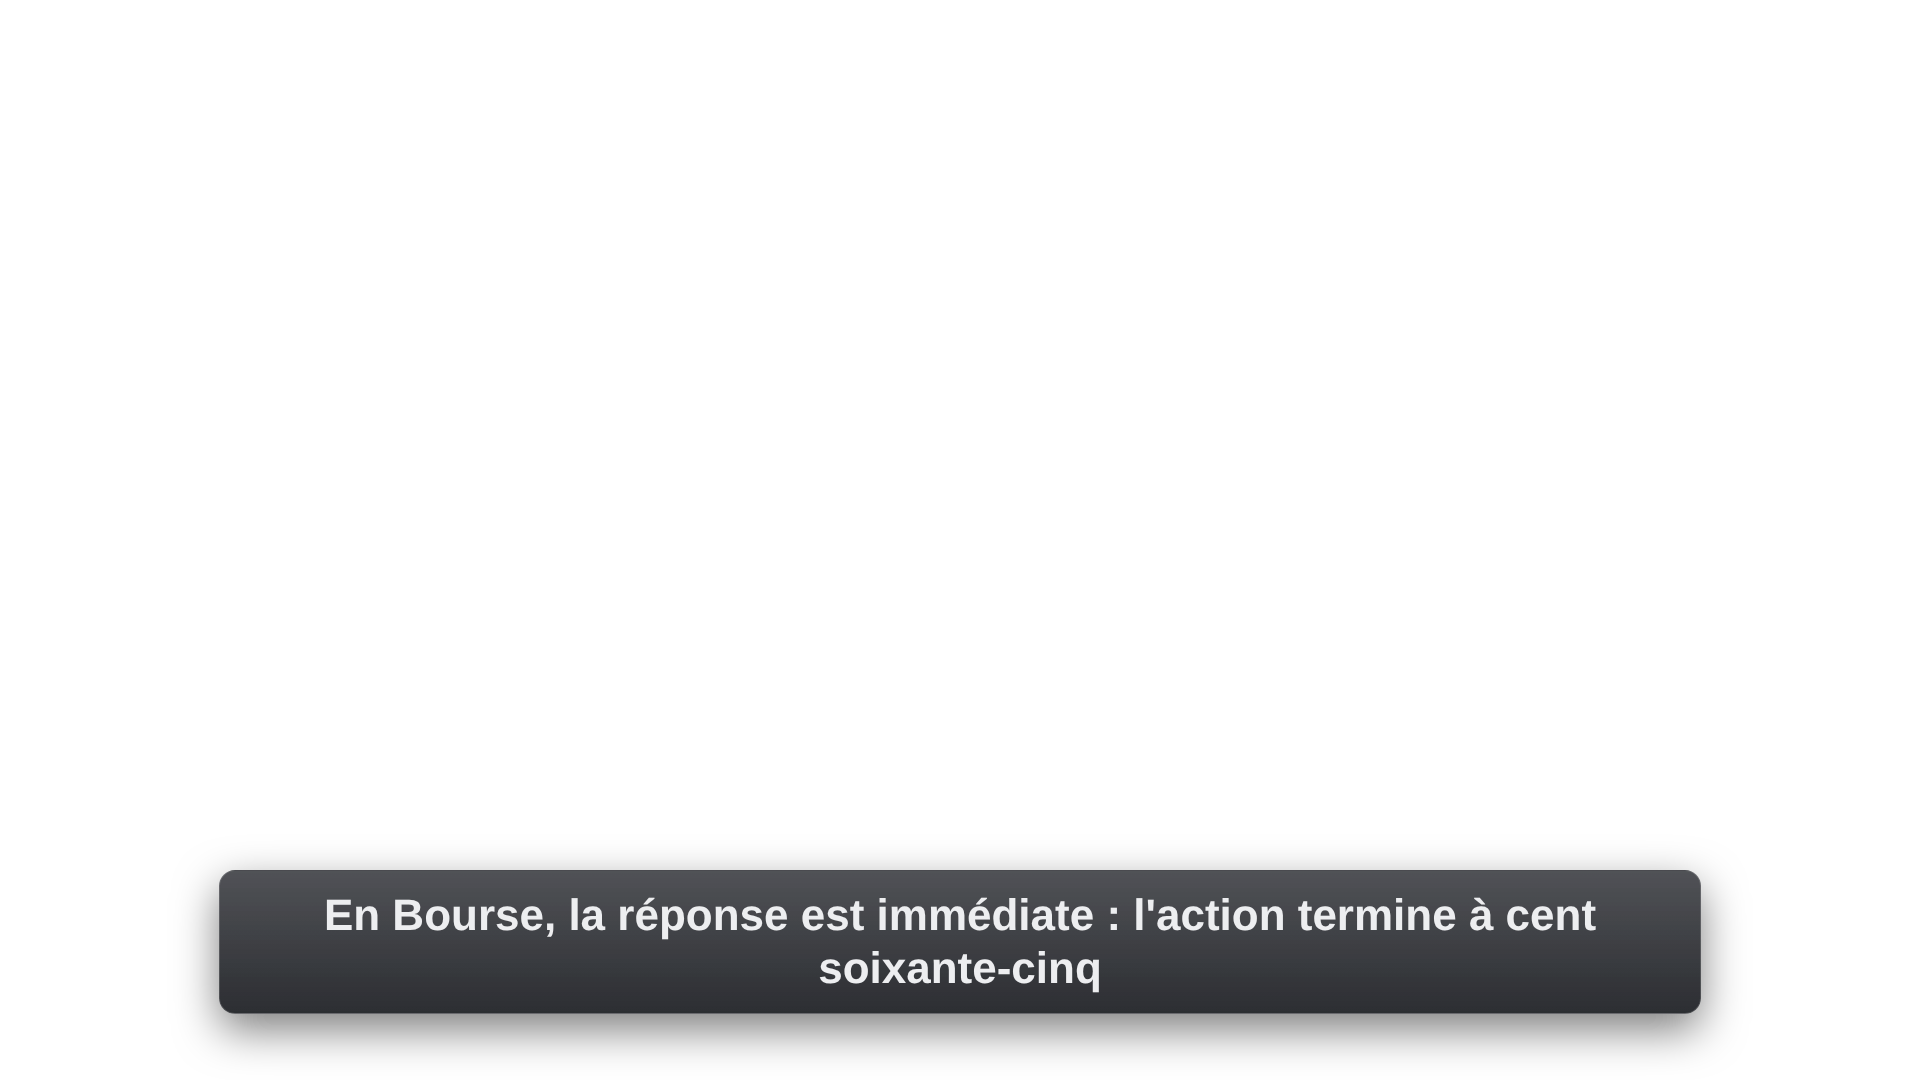 En Bourse, la réponse est immédiate : l'action termine à cent
soixante-cinq